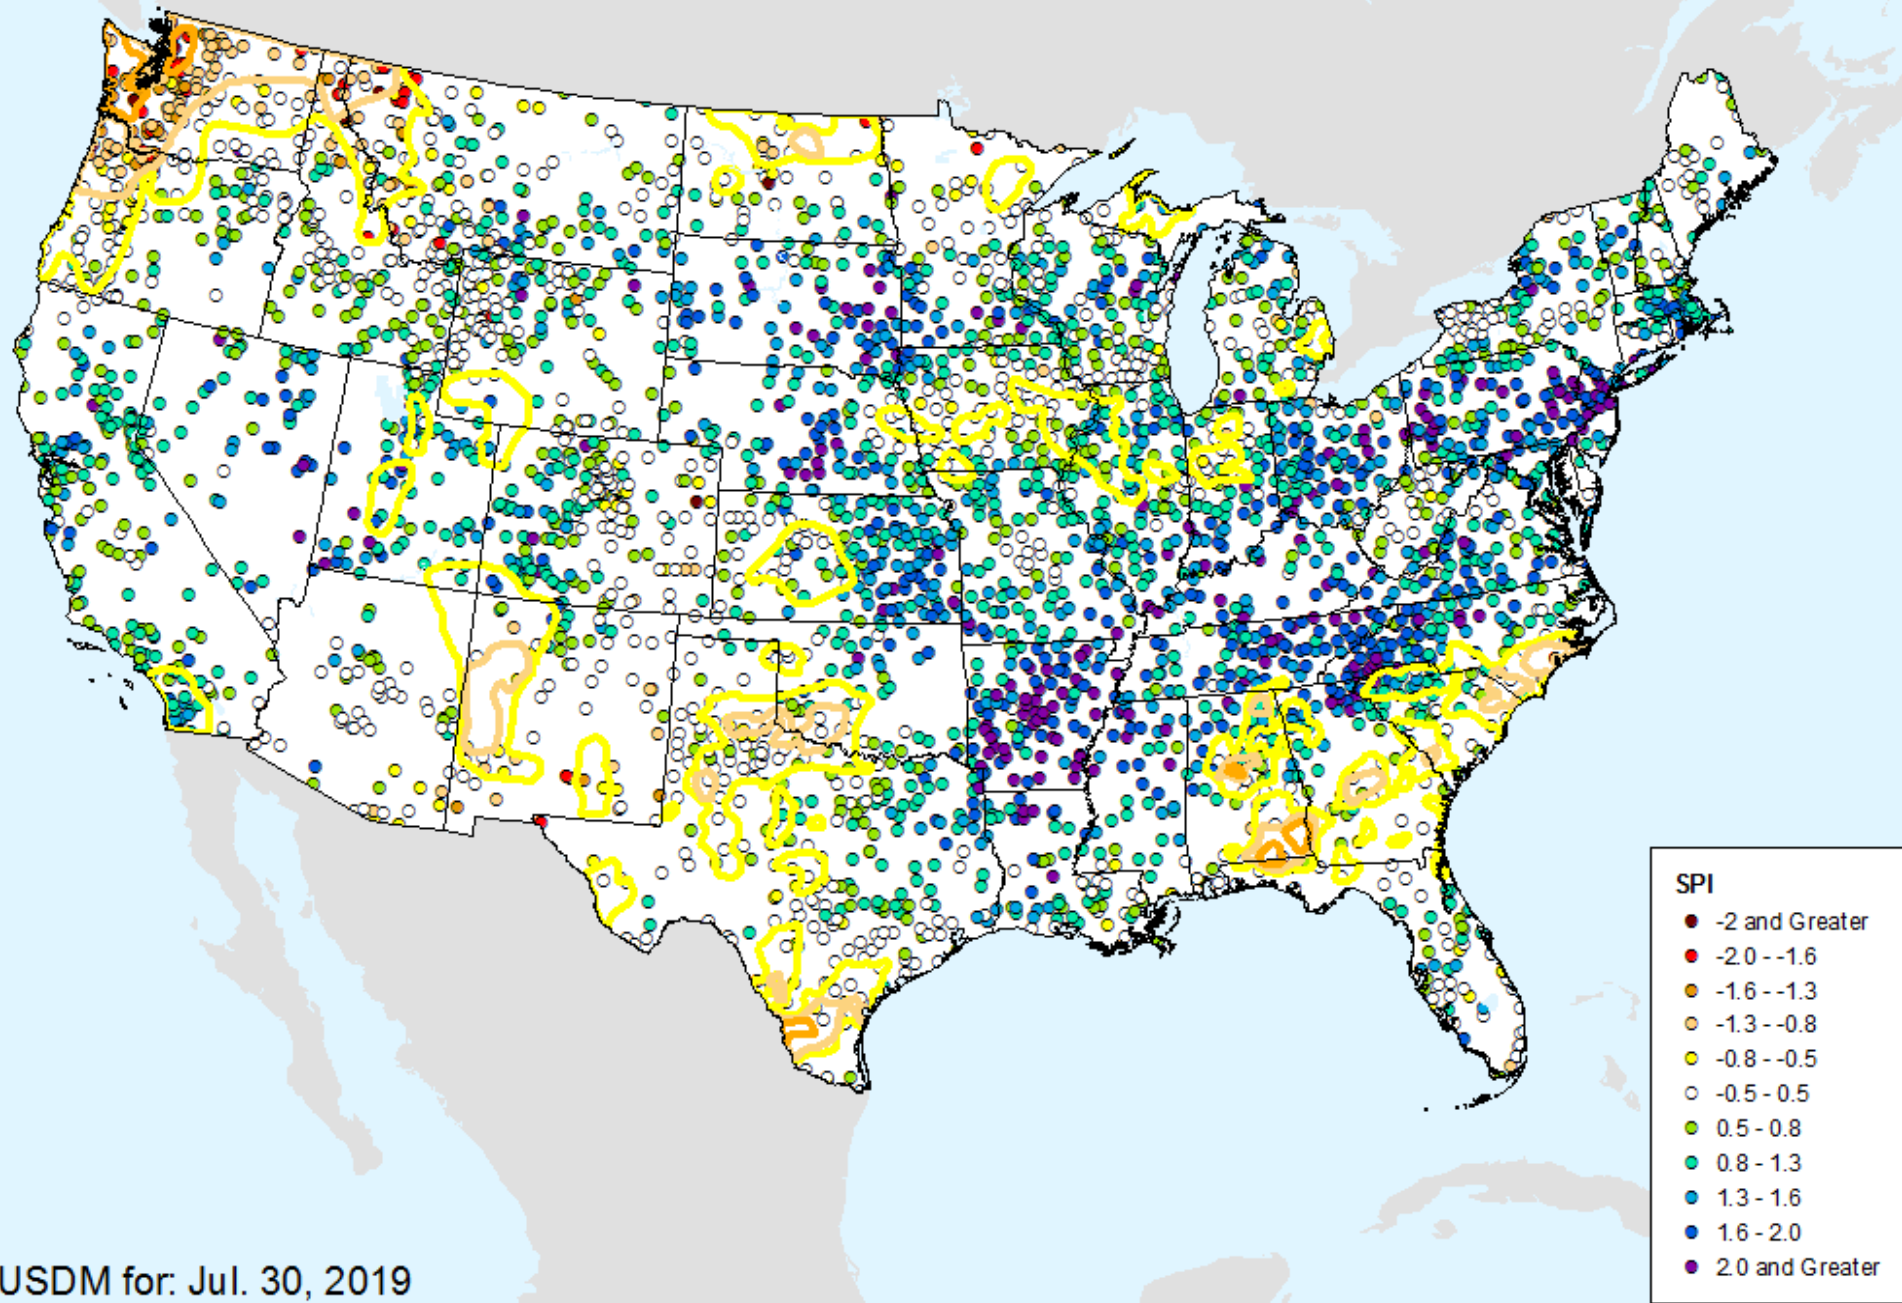 SPI
-2 and Greater
-2.0 - -1.6
-1.6 - -1.3
-1.3 - -0.8
-0.8 - -0.5
-0.5 - 0.5
0.5 - 0.8
0.8 - 1.3
1.3 - 1.6
1.6 - 2.0
2.0 and Greater
USDM for: Jul. 30, 2019